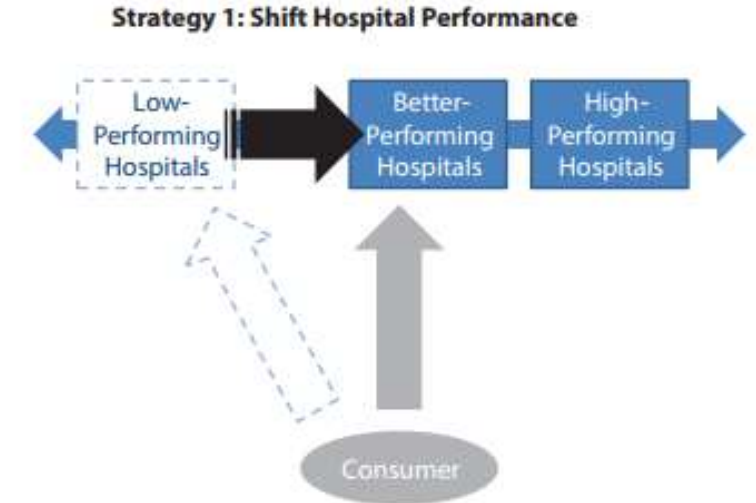 Strategy 1: Shift Hospital Performance
Low-
Performing
Hospitals
Better-
Performing
Hospitals
High-
Performing
Hospitals
Consumer